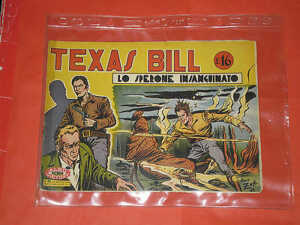 TEXAS BILL
£16
LO SPERONE INSANGUINATO